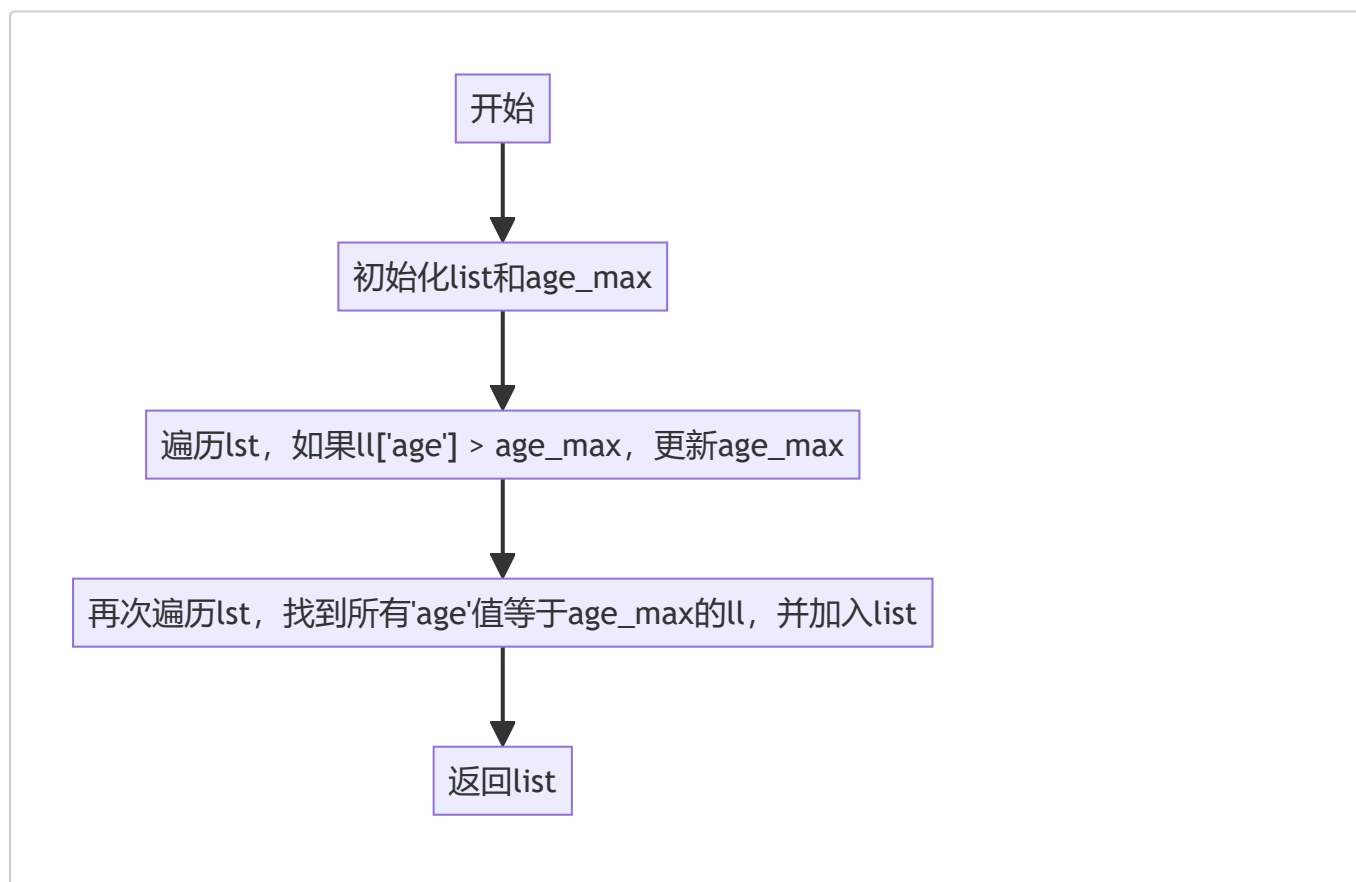 开始
初始化list和age_max
遍历lst，如果ll['age'] > age_max，更新age_max
再次遍历lst，找到所有'age'值等于age_max的ll，并加入list
返回list